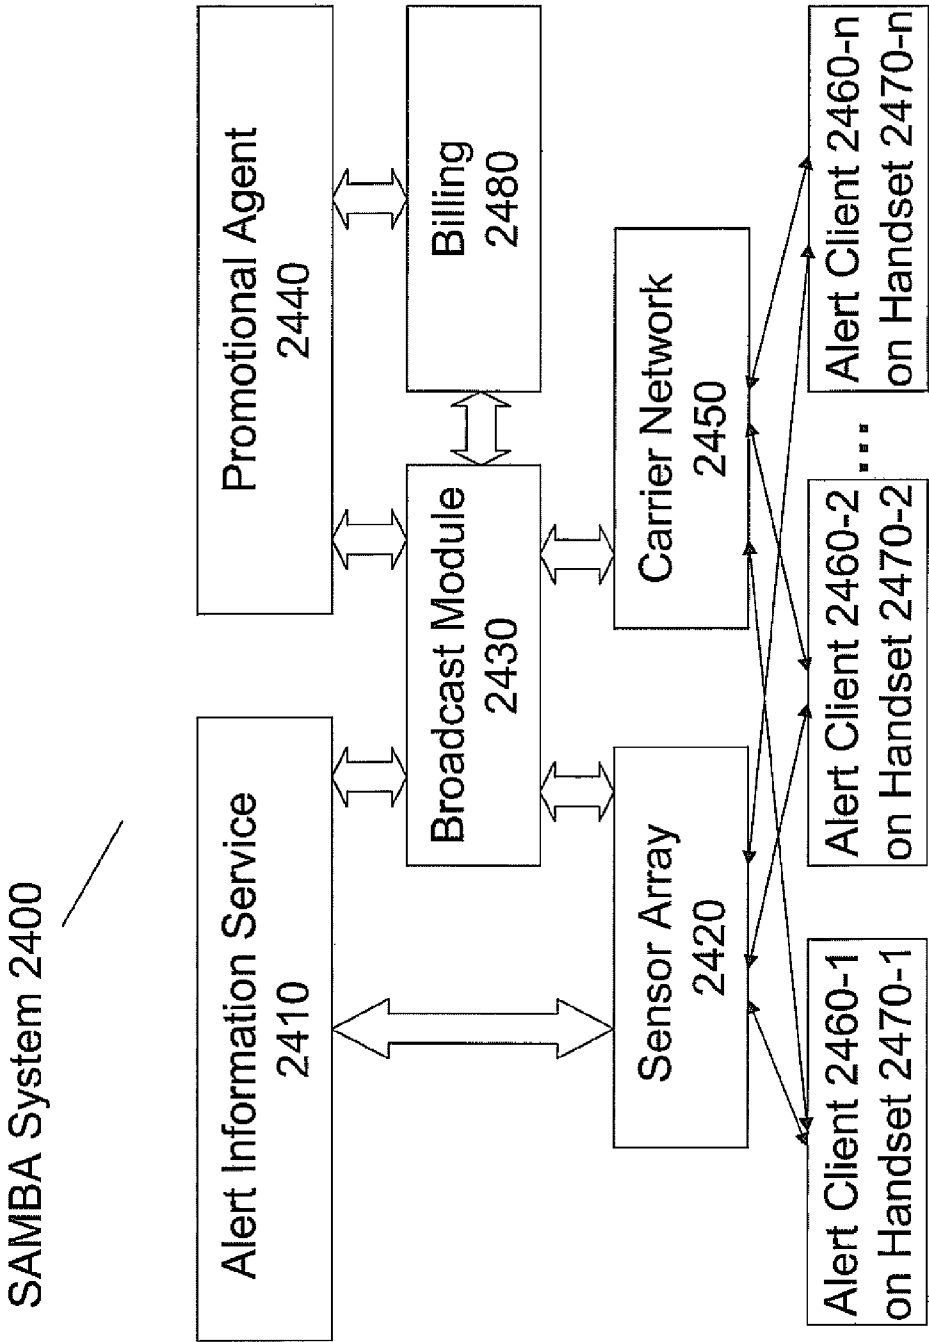 SAMBA System 2400
Alert Information Service
2410
Promotional Agent
2440
Broadcast Module
2430
Billing
2480
Sensor Array
2420
Carrier Network
2450
Alert Client 2460-1
on Handset 2470-1
Alert Client 2460-2
on Handset 2470-2
...
Alert Client 2460-n
on Handset 2470-n